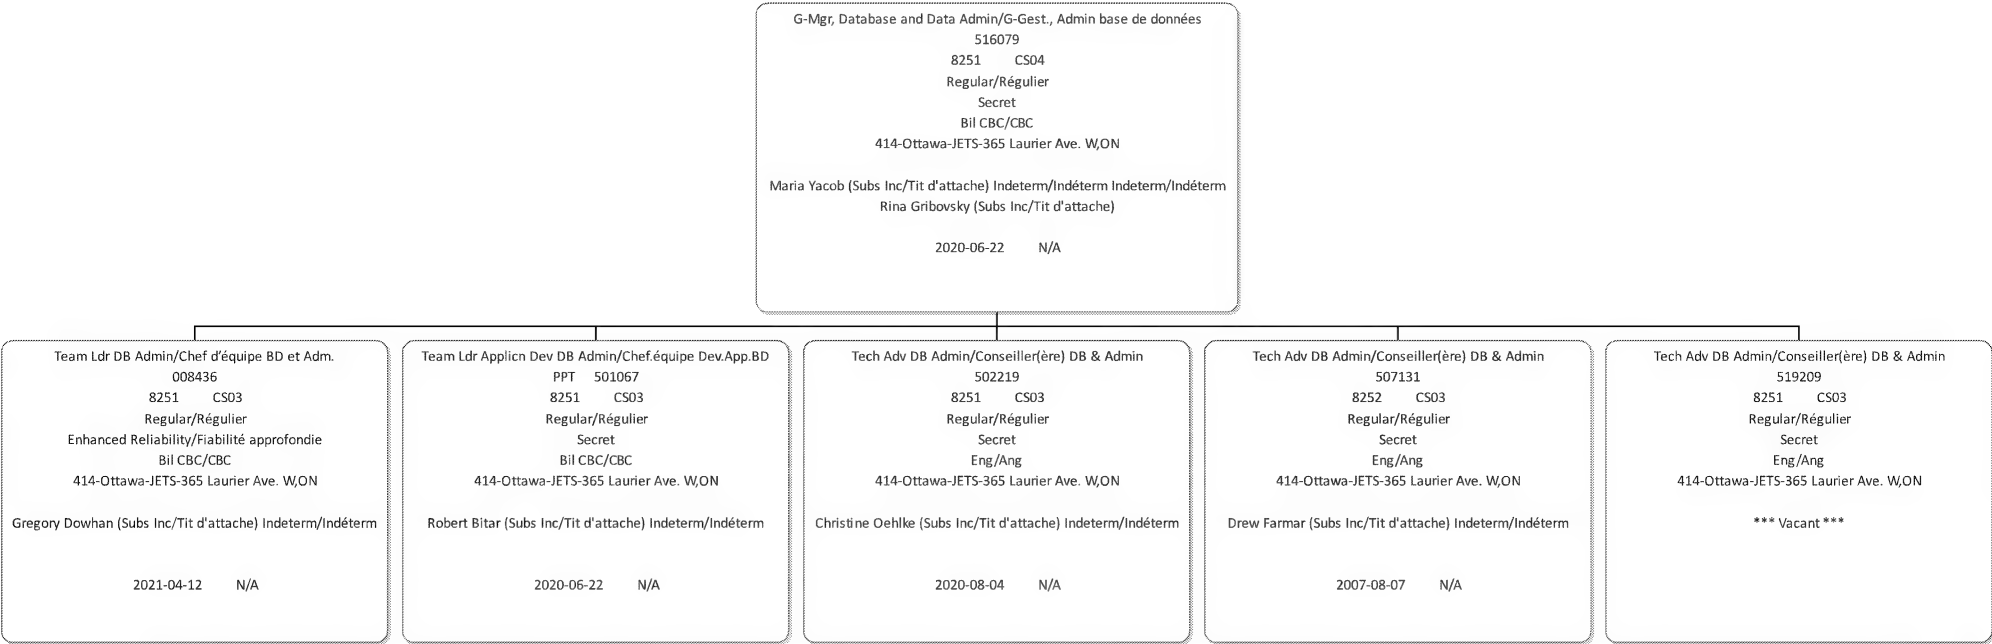 G-Mgr, Database and Data Admin/G-Gest., Admin base de données
516079
8251 CS04
Regular/Régulier
Secret
Bil CBC/CBC
414-Ottawa-JETS-365 Laurier Ave. W,ON
Maria Yacob (Subs Inc/Tit d'attache) Indeterm/Indéterm Indeterm/Indéterm
Rina Gribovsky (Subs Inc/Tit d'attache)
2020-06-22 N/A
Team Ldr DB Admin/Chef d’équipe BD et Adm.
008436
8251 CS03
Regular/Régulier
Enhanced Reliability/Fiabilité approfondie
Bil CBC/CBC
414-Ottawa-JETS-365 Laurier Ave. W,ON
Gregory Dowhan (Subs Inc/Tit d'attache) Indeterm/Indéterm
2021-04-12 N/A
Team Ldr Applicn Dev DB Admin/Chef.équipe Dev.App.BD
PPT 501067
8251 CS03
Regular/Régulier
Secret
Bil CBC/CBC
414-Ottawa-JETS-365 Laurier Ave. W,ON
Robert Bitar (Subs Inc/Tit d'attache) Indeterm/Indéterm
2020-06-22 N/A
Tech Adv DB Admin/Conseiller(ère) DB & Admin
502219
8251 CS03
Regular/Régulier
Secret
Eng/Ang
414-Ottawa-JETS-365 Laurier Ave. W,ON
Christine Oehlke (Subs Inc/Tit d'attache) Indeterm/Indéterm
2020-08-04 N/A
Tech Adv DB Admin/Conseiller(ère) DB & Admin
507131
8252 CS03
Regular/Régulier
Secret
Eng/Ang
414-Ottawa-JETS-365 Laurier Ave. W,ON
Drew Farmar (Subs Inc/Tit d'attache) Indeterm/Indéterm
2007-08-07 N/A
Tech Adv DB Admin/Conseiller(ère) DB & Admin
519209
8251 CS03
Regular/Régulier
Secret
Eng/Ang
414-Ottawa-JETS-365 Laurier Ave. W,ON
*** Vacant ***